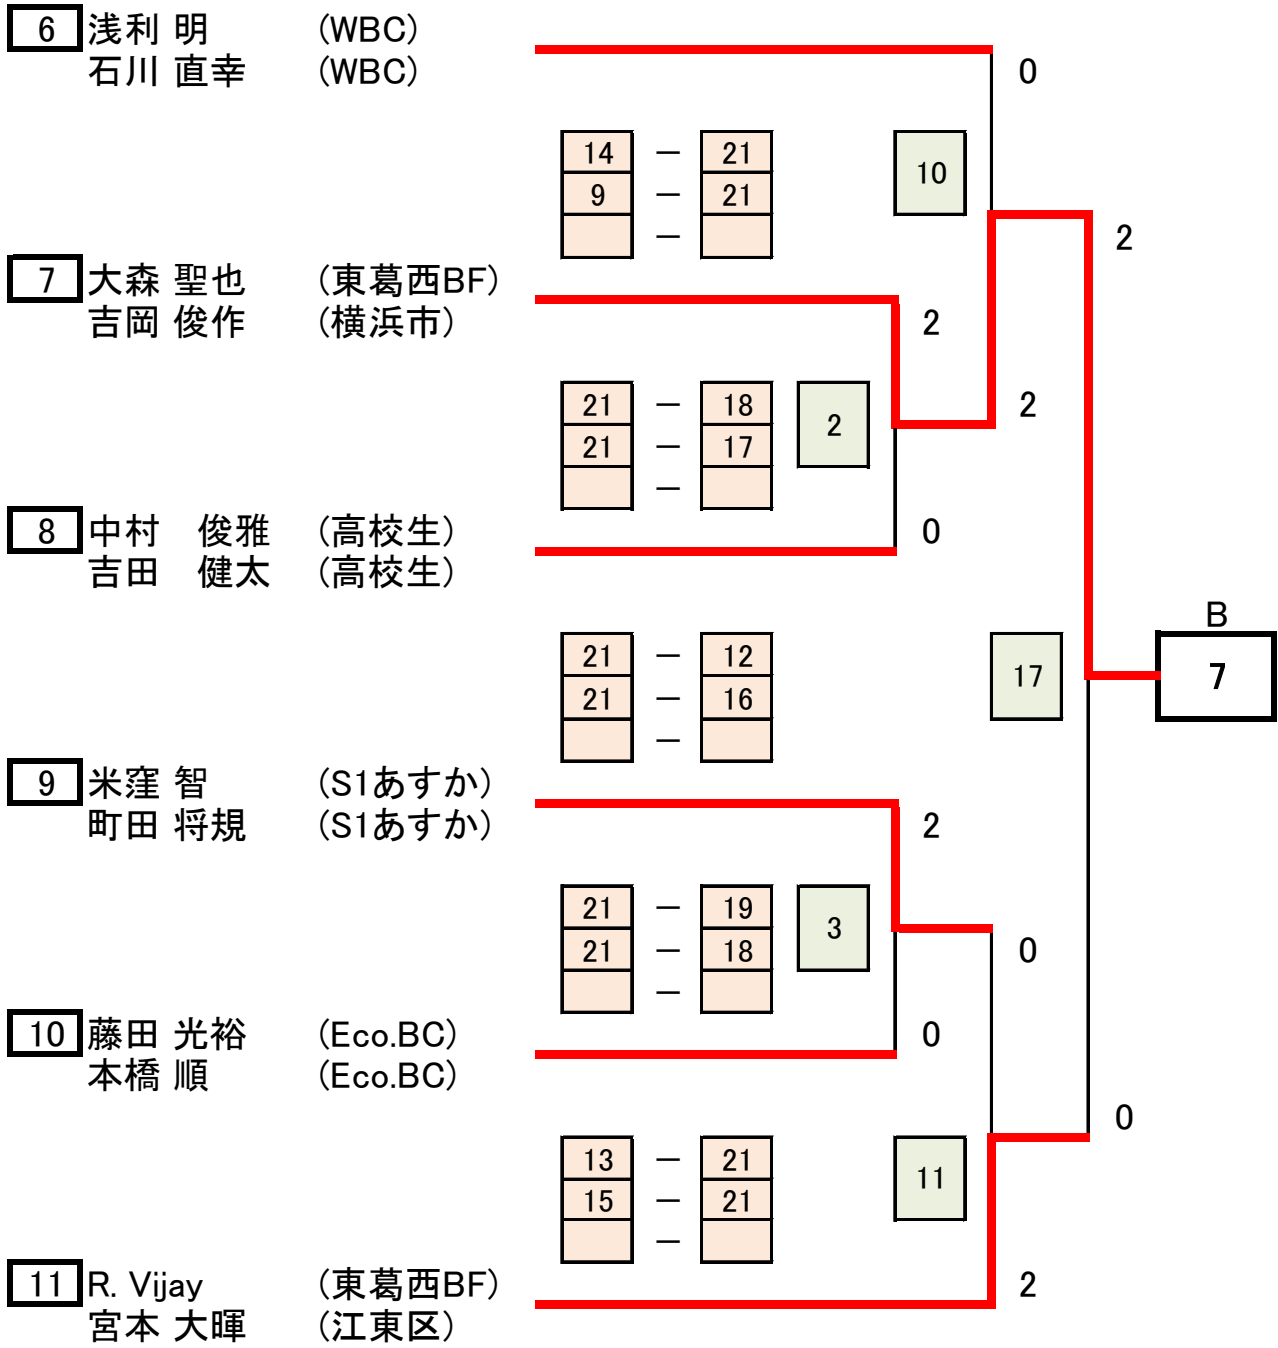 6 浅利 明 (WBC)
石川 直幸 (WBC)
0
14 － 21
10
9 － 21
－
2
7 大森 聖也 (東葛西BF)
吉岡 俊作 (横浜市)
2
21 － 18
2
2
21 － 17
－
8 中村　俊雅 (高校生)
0
吉田　健太 (高校生)
B
21 － 12
17
7
21 － 16
－
9 米窪 智 (S1あすか)
町田 将規 (S1あすか)
2
21 － 19
3
21 － 18
0
－
10 藤田 光裕 (Eco.BC)
0
本橋 順 (Eco.BC)
0
13 － 21
11
15 － 21
－
11 R. Vijay (東葛西BF)
2
宮本 大暉 (江東区)